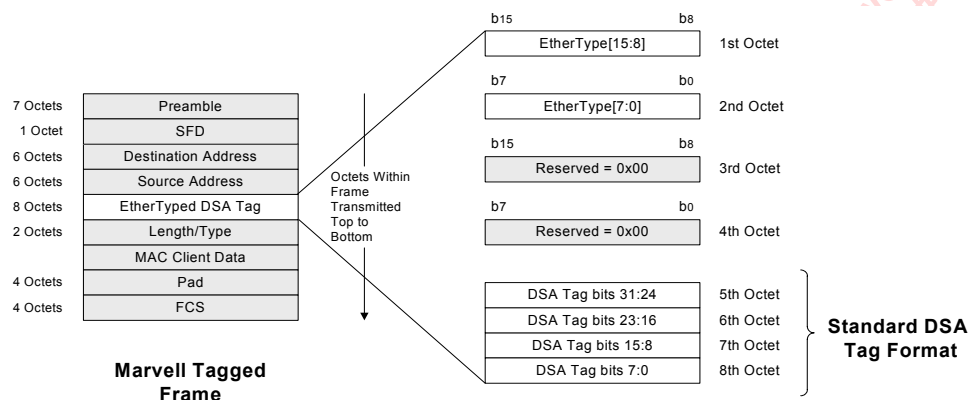 b15 b8
EtherType[15:8] 1st Octet
b7 b0
EtherType[7:0] 2nd Octet
b15 b8
Reserved = 0x00 3rd Octet
b7 b0
Reserved = 0x00 4th Octet
DSA Tag bits 31:24 5th Octet
DSA Tag bits 23:16 6th Octet
DSA Tag bits 15:8 7th Octet
DSA Tag bits 7:0 8th Octet
Standard DSA
Tag Format
7 Octets Preamble
1 Octet SFD
6 Octets Destination Address
6 Octets Source Address
8 Octets EtherTyped DSA Tag
2 Octets Length/Type
MAC Client Data
4 Octets Pad
4 Octets FCS
Octets Within
Frame
Transmitted
Top to
Bottom
Marvell Tagged
Frame